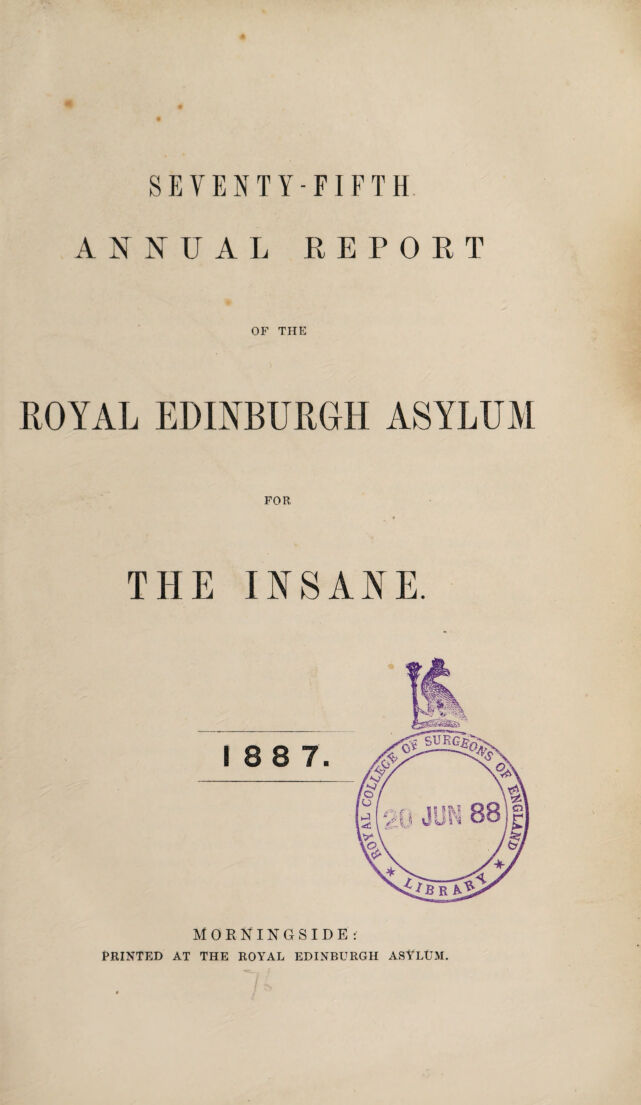 SEVENTY-FIFTH
ANNUAL REPORT
OF THE
ROYAL EDINBURGH ASYLUM
FOR
THE INSANE.
1887.
ROYAL COLLEGE OF SURGEONS OF ENGLAND
20 JUN 88
* LIBRARY *
MORNINGSIDE:
PRINTED AT THE ROYAL EDINBURGH ASYLUM.
76